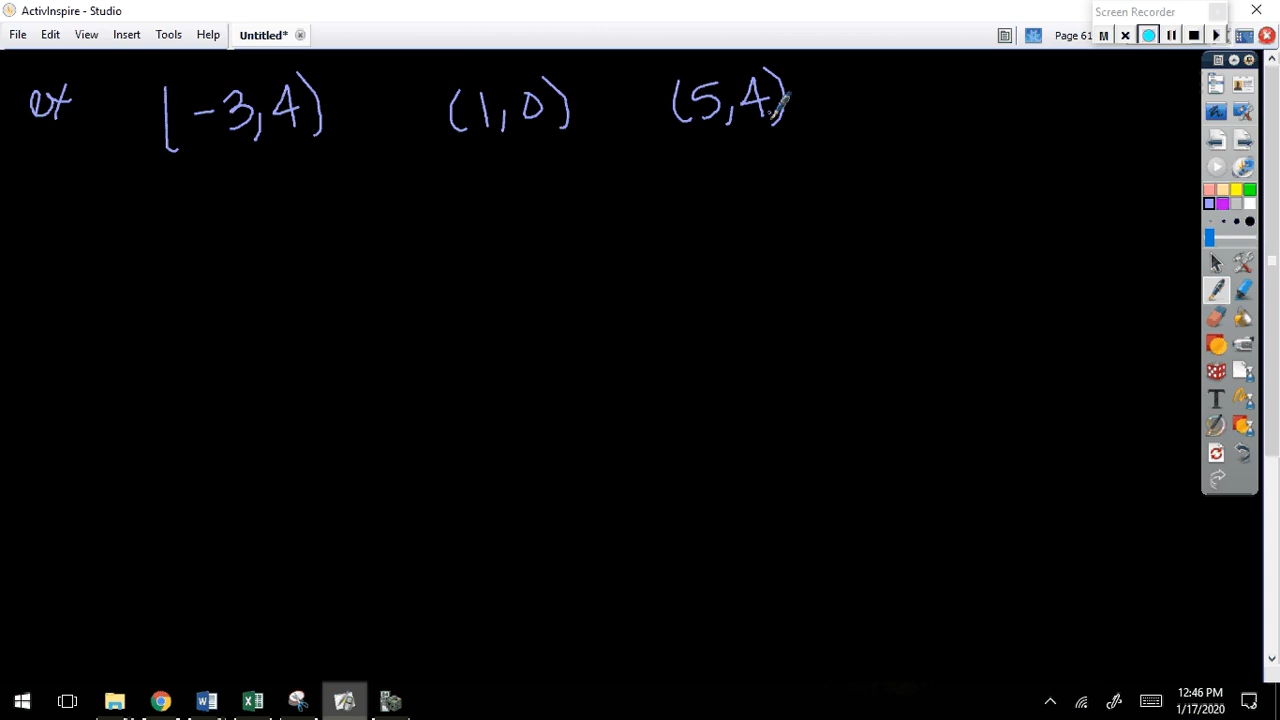 ActivInspire - Studio
Screen Recorder
File Edit View Insert Tools Help Untitled*
Page 61
M
ex [-3,4) (1,0) (5,4)
T
12:46 PM
1/17/2020